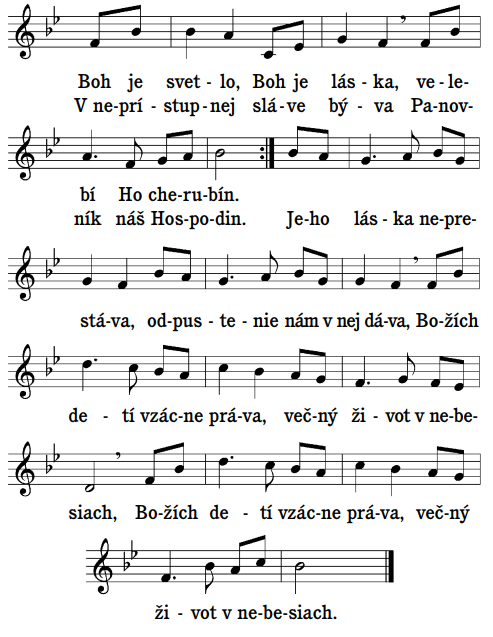 Boh je svet - lo, Boh je lás - ka, ve - le-
V ne-prí - stup - nej slá - ve bý - va Pa-nov-
bí Ho che-ru-bín.
ník náš Hos-po-din. Je-ho lás - ka ne-pre-
stá-va, od-pus - te - nie nám v nej dá-va, Bo-žích
de - tí vzác-ne prá-va, več-ný ži - vot v ne-be-
siach, Bo-žích de - tí vzác-ne prá-va, več-ný
ži - vot v ne-be-siach.